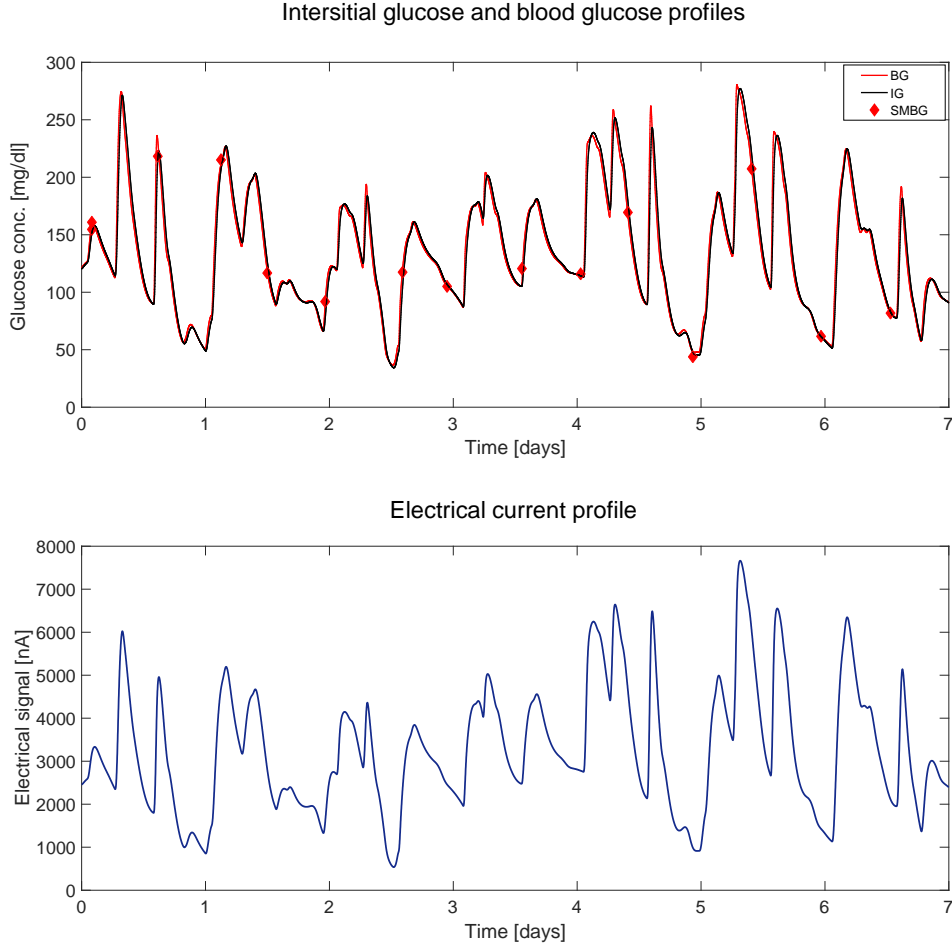 Intersitial glucose and blood glucose profiles
300
250
200
150
100
50
0
Glucose conc. [mg/dl]
BG
IG
SMBG
0 1 2 3 4 5 6 7
Time [days]
Electrical current profile
8000
7000
6000
5000
4000
3000
2000
1000
0
Electrical signal [nA]
0 1 2 3 4 5 6 7
Time [days]